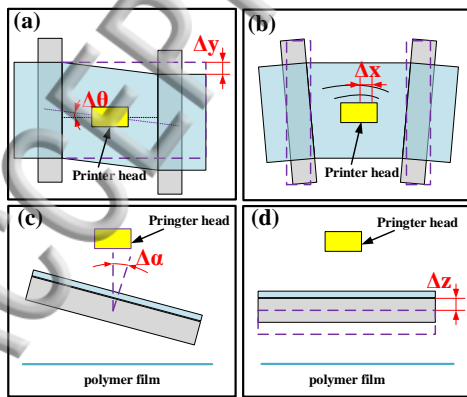 (a)
Δy
Δθ
Printer head
(b)
Δx
Printer head
(c)
Pringter head
Δα
polymer film
(d)
Pringter head
Δz
polymer film